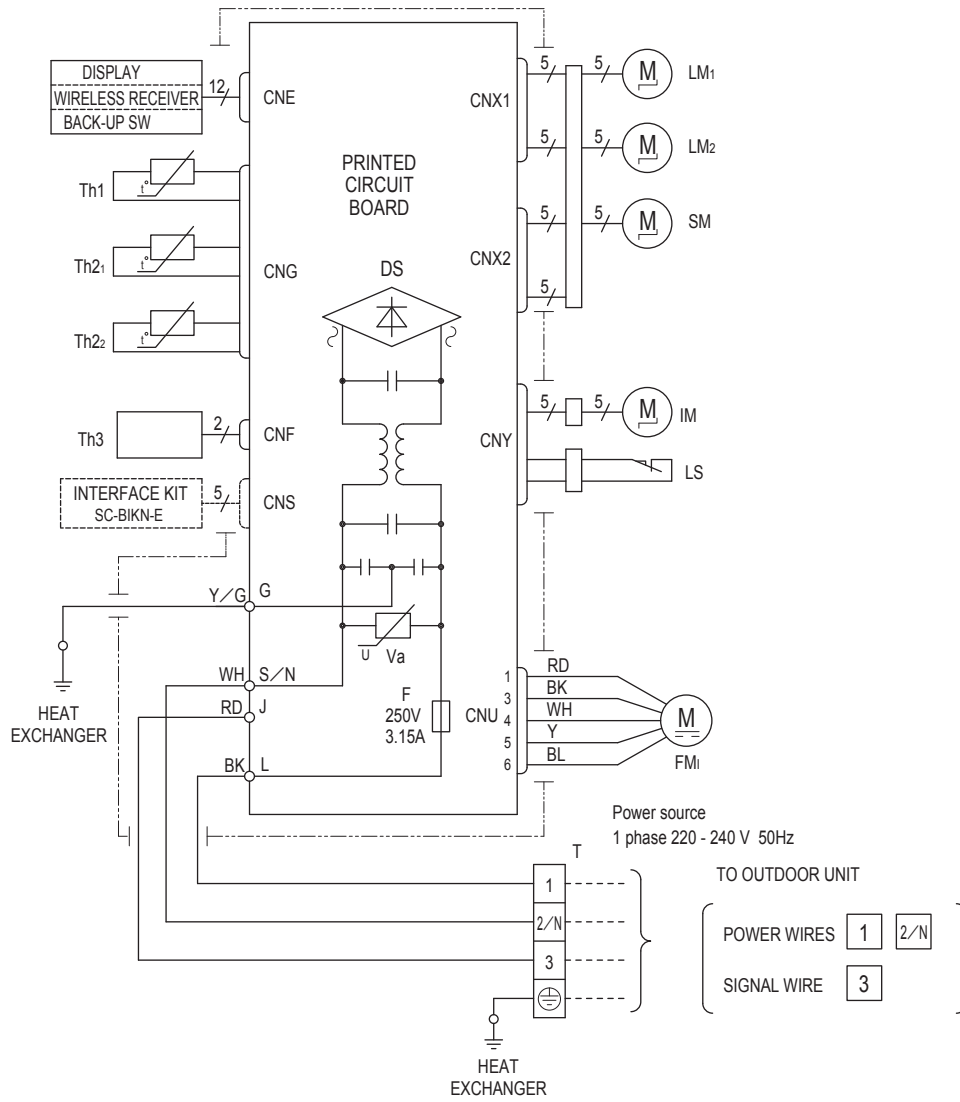 DISPLAY
WIRELESS RECEIVER
BACK-UP SW
12
CNE
Th1
t°
Th2₁
t°
Th2₂
t°
CNG
Th3
2
CNF
INTERFACE KIT
SC-BIKN-E
5
CNS
PRINTED
CIRCUIT
BOARD
DS
CNX1
5
5
M
LM₁
5
5
M
LM₂
CNX2
5
5
M
SM
5
CNY
5
5
M
IM
LS
Y/G
G
HEAT
EXCHANGER
U
Va
WH
S/N
RD
J
BK
L
F
250V
3.15A
CNU
1
RD
3
BK
4
WH
5
Y
6
BL
M
FMI
Power source
1 phase 220 - 240 V 50Hz
T
1
2/N
3
HEAT
EXCHANGER
TO OUTDOOR UNIT
POWER WIRES 1 2/N
SIGNAL WIRE 3